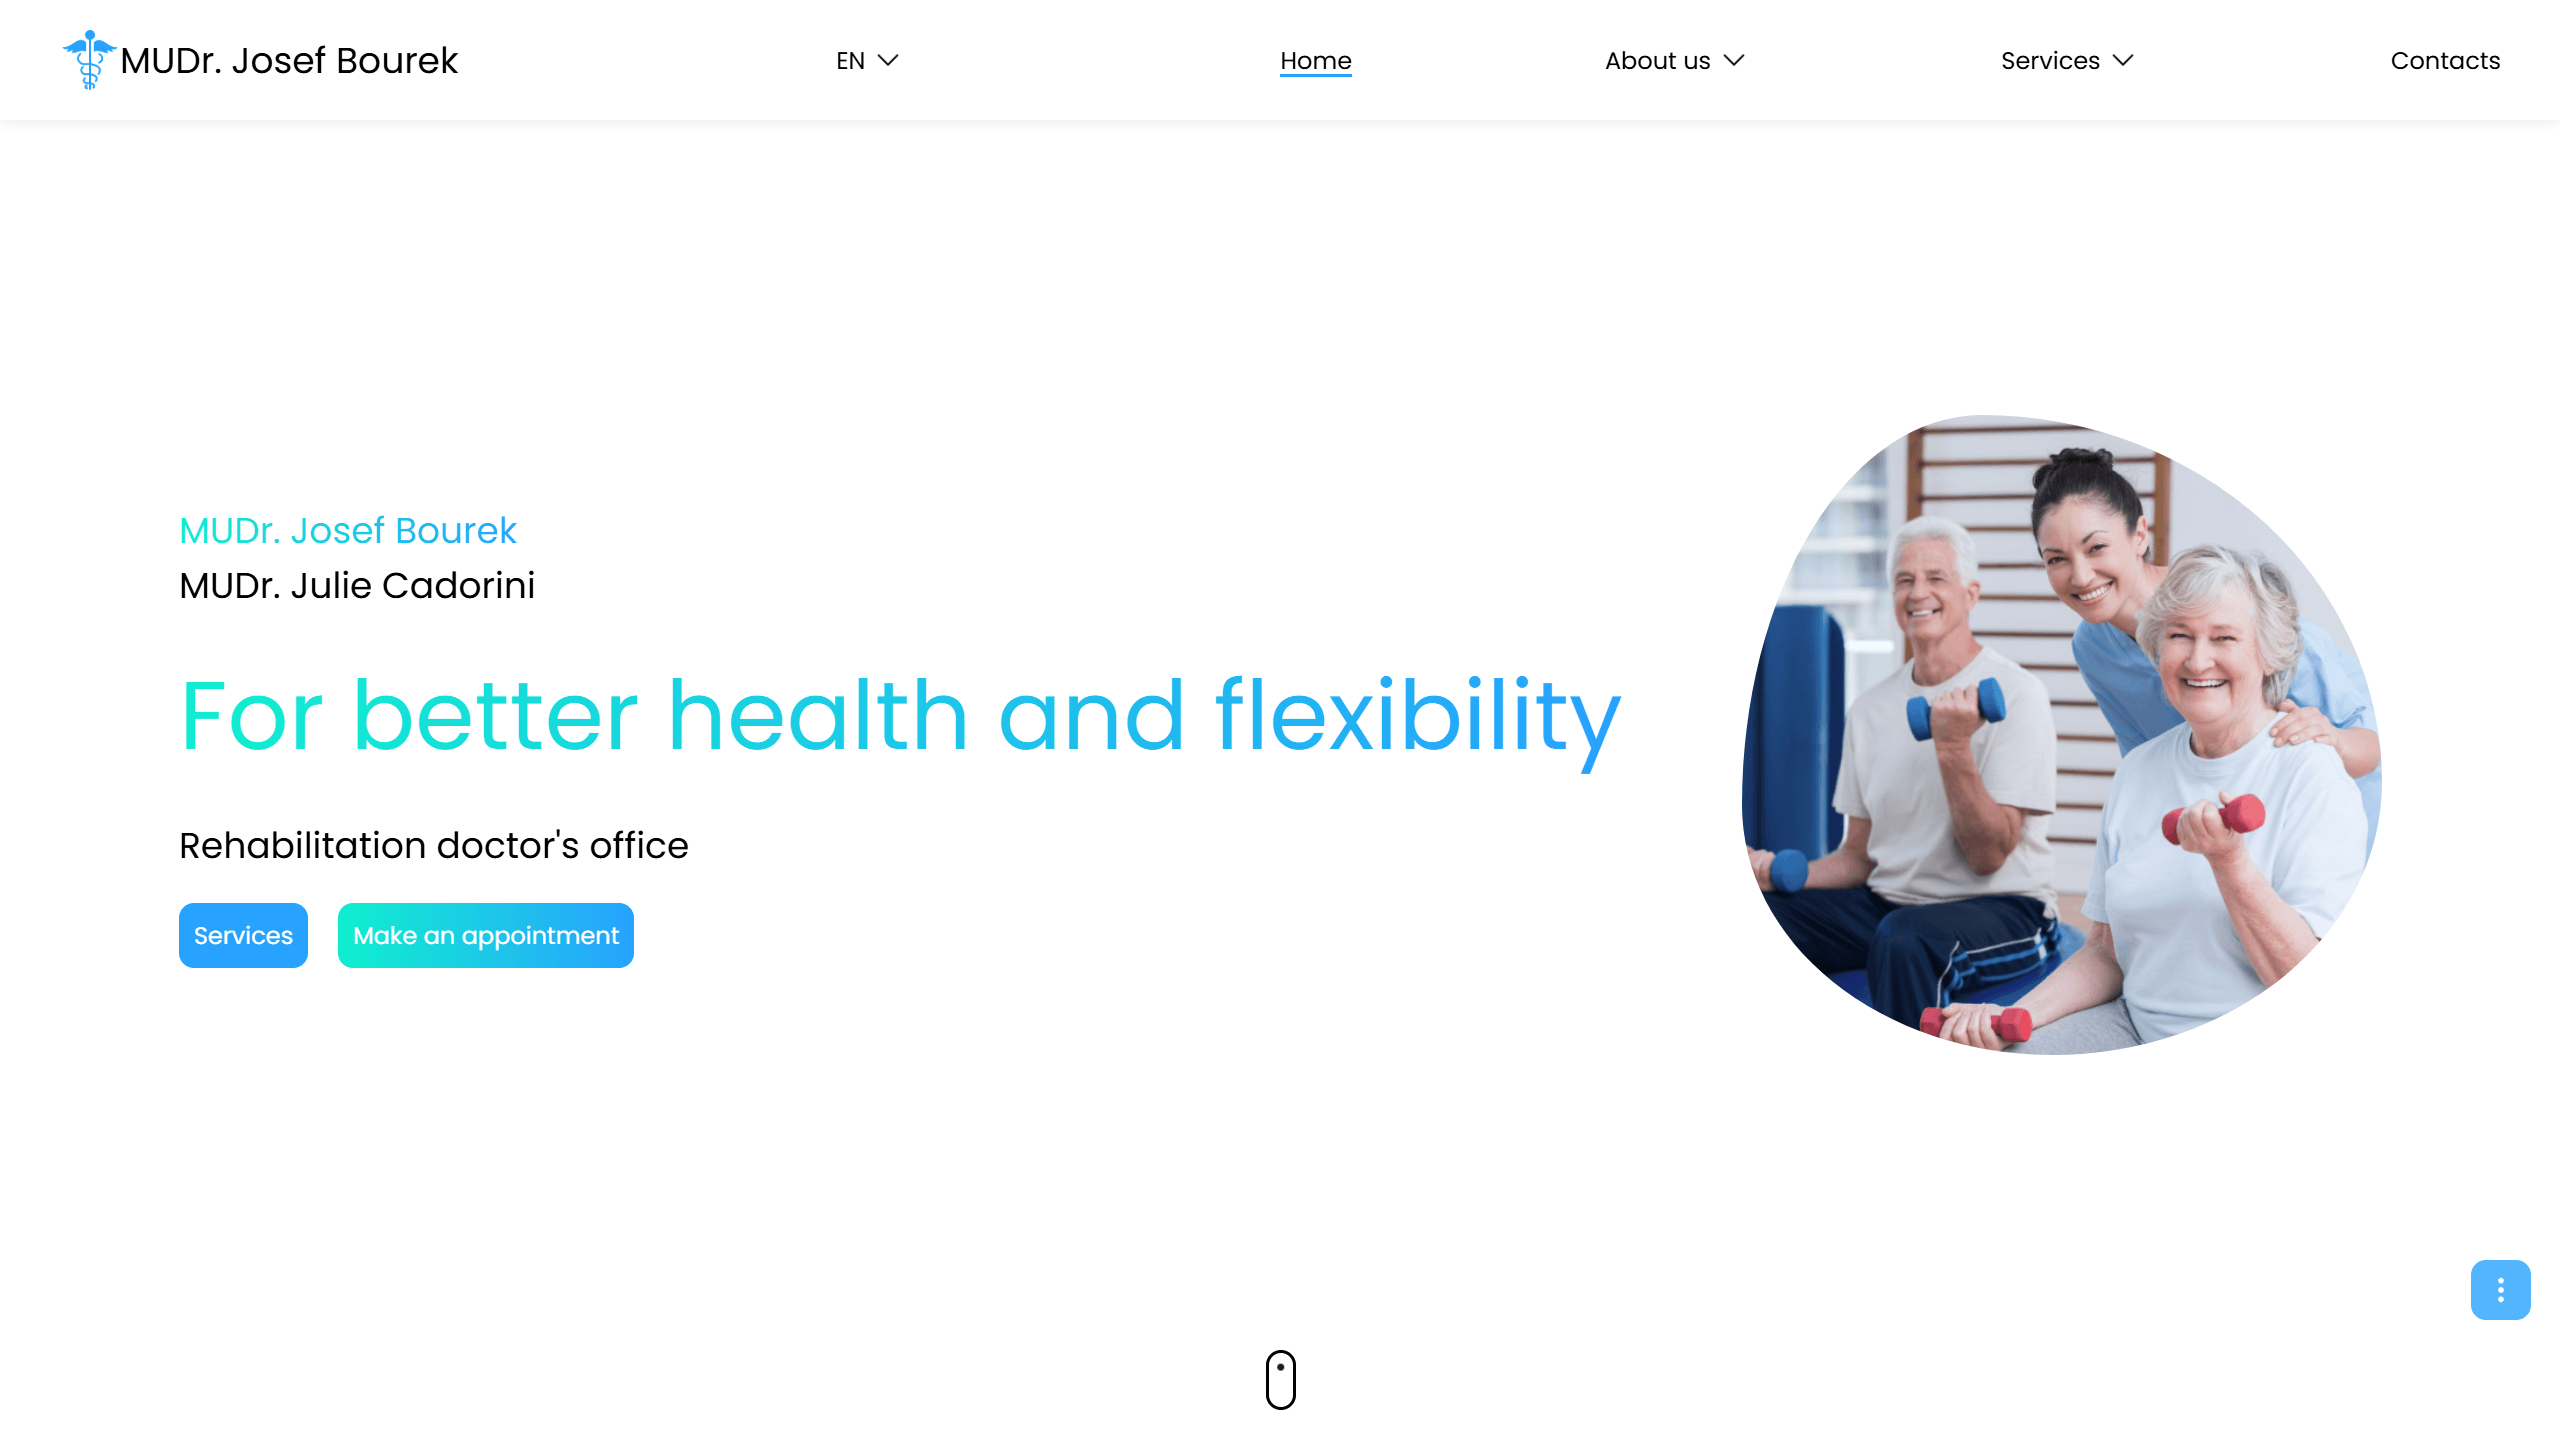 MUDr. Josef Bourek
EN
Home
About us
Services
Contacts
MUDr. Josef Bourek
MUDr. Julie Cadorini
For better health and flexibility
Rehabilitation doctor's office
Services
Make an appointment